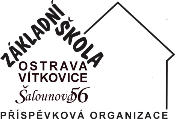 ZÁKLADNÍ ŠKOLA
OSTRAVA
VÍTKOVICE
Šalounova 56
PŘÍSPĚVKOVÁ ORGANIZACE